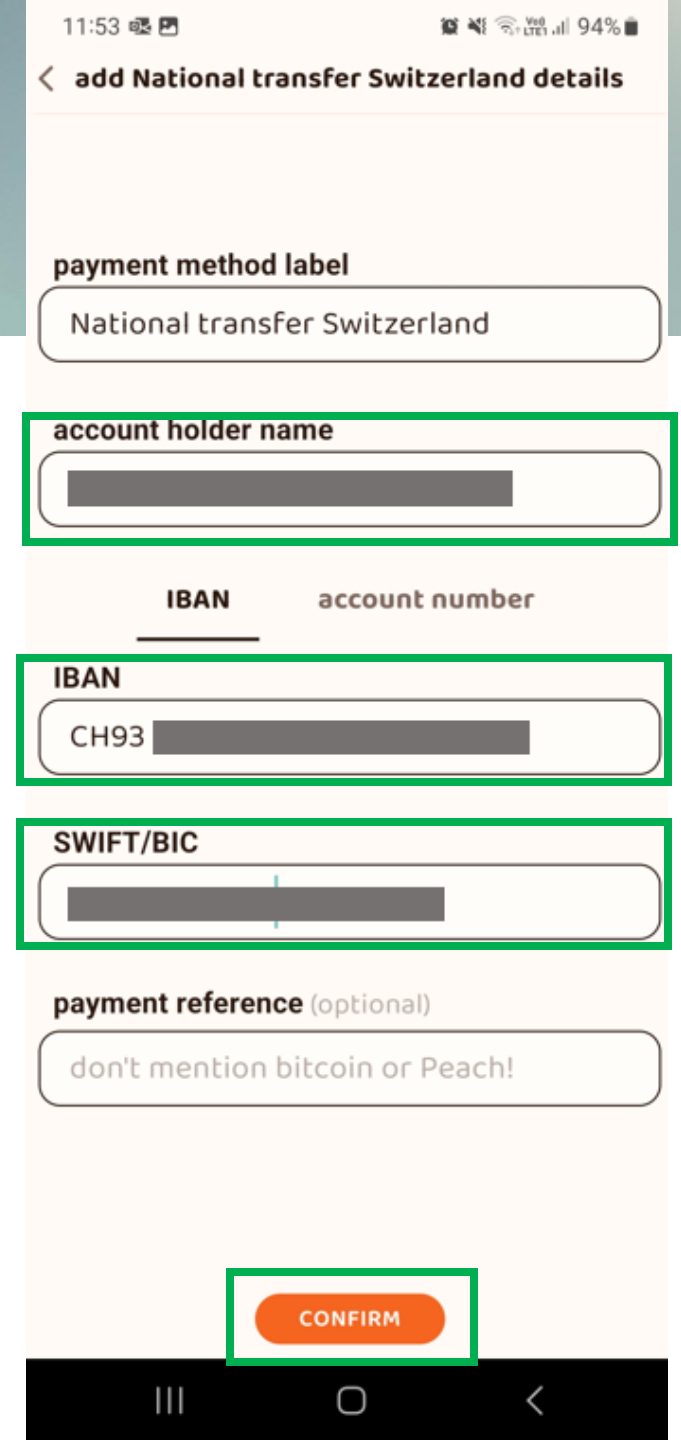 11:53 94%
add National transfer Switzerland details
payment method label
National transfer Switzerland
account holder name
IBAN account number
IBAN
CH93
SWIFT/BIC
payment reference (optional)
don't mention bitcoin or Peach!
CONFIRM